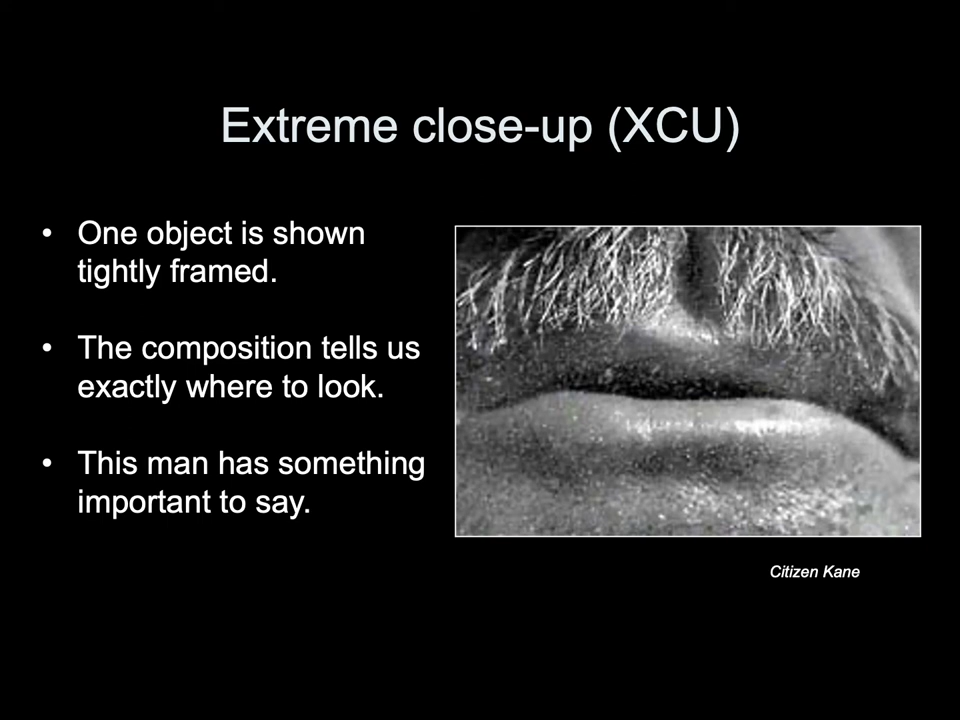 Extreme close-up (XCU)
• One object is shown
tightly framed.
• The composition tells us
exactly where to look.
• This man has something
important to say.
Citizen Kane